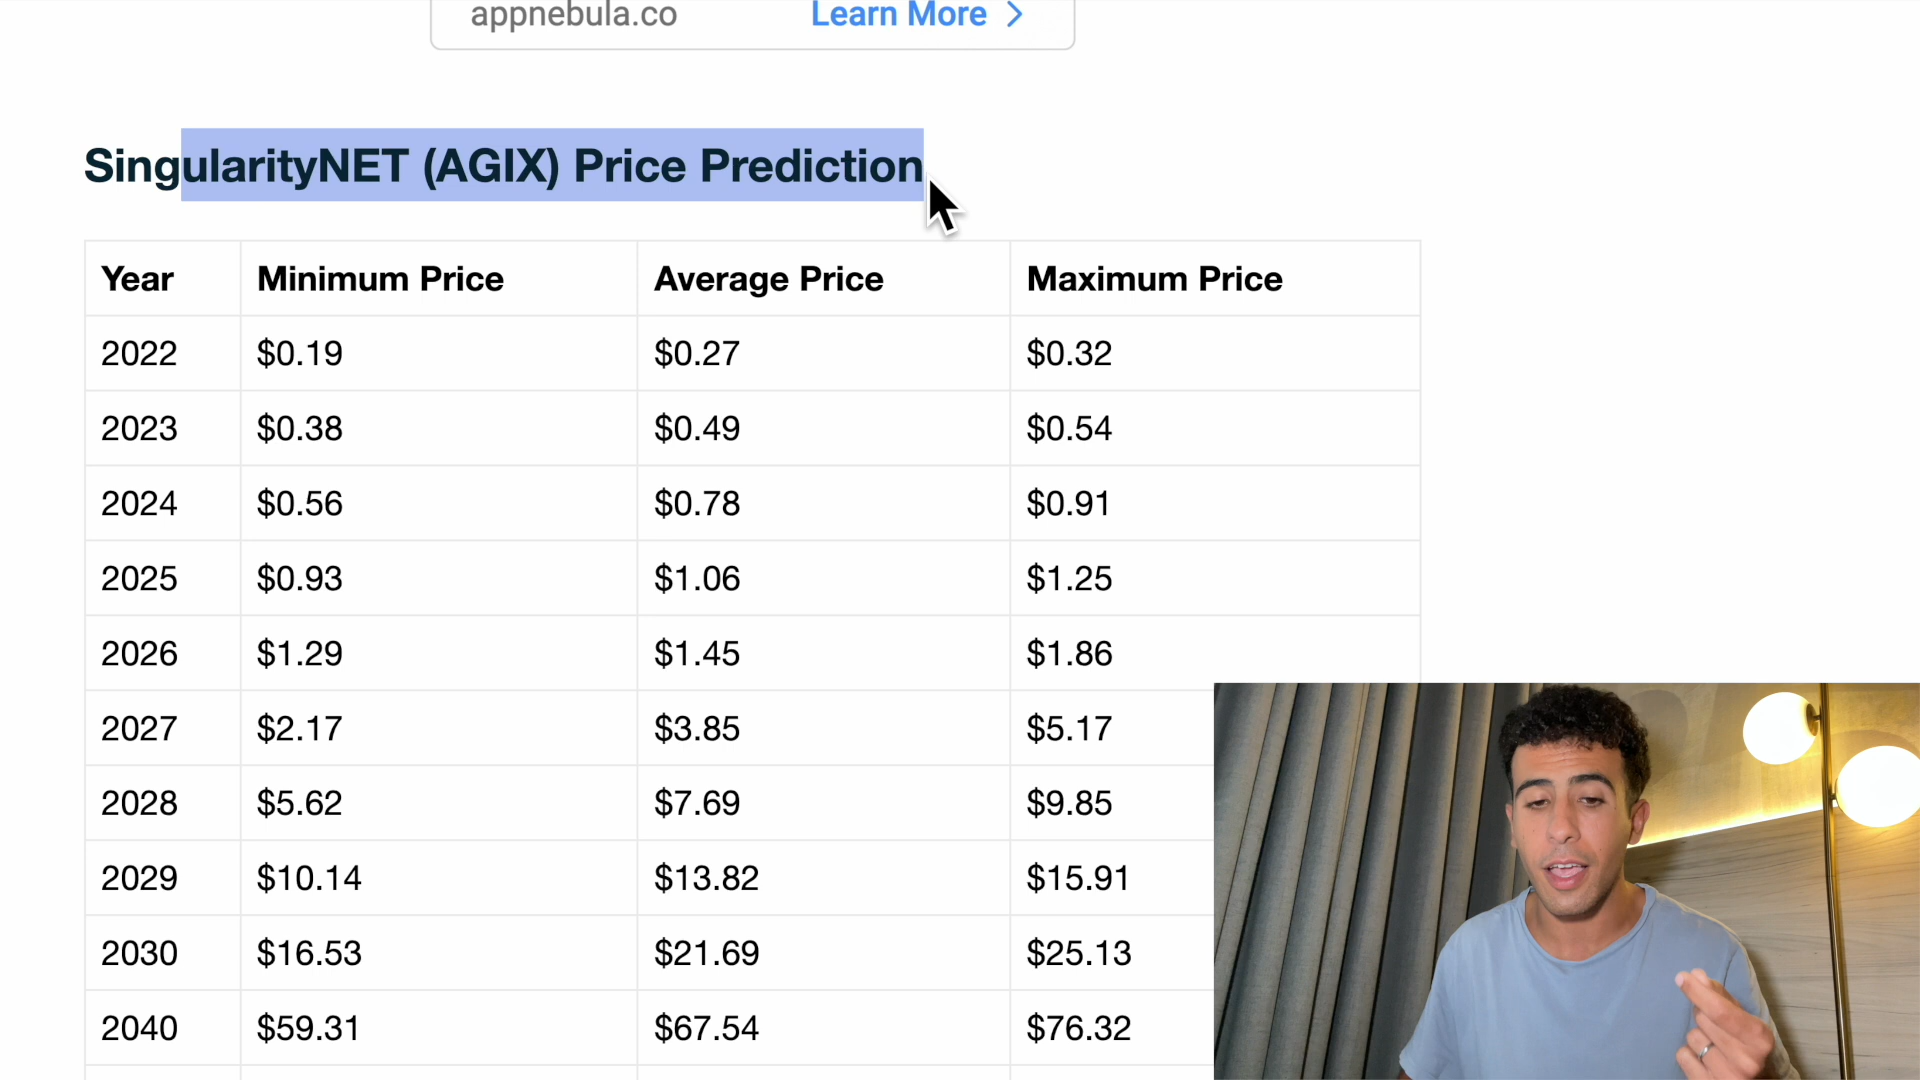 appnebula.co Learn More >
SingularityNET (AGIX) Price Prediction
Year Minimum Price Average Price Maximum Price
2022 $0.19 $0.27 $0.32
2023 $0.38 $0.49 $0.54
2024 $0.56 $0.78 $0.91
2025 $0.93 $1.06 $1.25
2026 $1.29 $1.45 $1.86
2027 $2.17 $3.85 $5.17
2028 $5.62 $7.69 $9.85
2029 $10.14 $13.82 $15.91
2030 $16.53 $21.69 $25.13
2040 $59.31 $67.54 $76.32